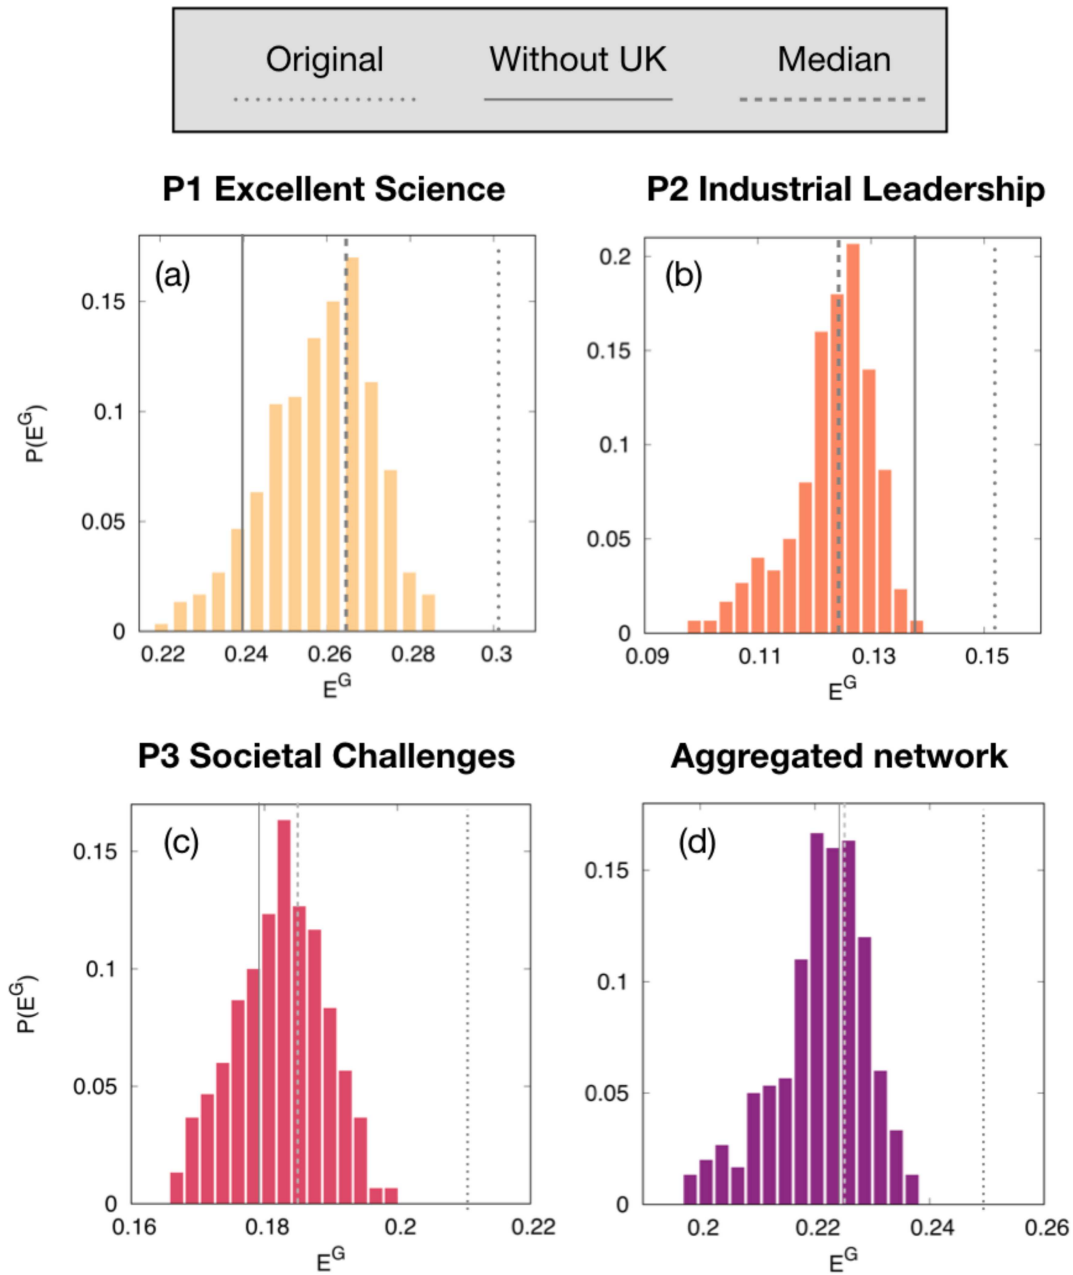 Original Without UK Median
P1 Excellent Science
P2 Industrial Leadership
(a)
0.15
0.1
0.05
0
0.22 0.24 0.26 0.28 0.3
P(E^G)
E^G
(b)
0.2
0.15
0.1
0.05
0
0.09 0.11 0.13 0.15
E^G
P3 Societal Challenges
Aggregated network
(c)
0.15
0.1
0.05
0
0.16 0.18 0.2 0.22
P(E^G)
E^G
(d)
0.15
0.1
0.05
0
0.2 0.22 0.24 0.26
E^G